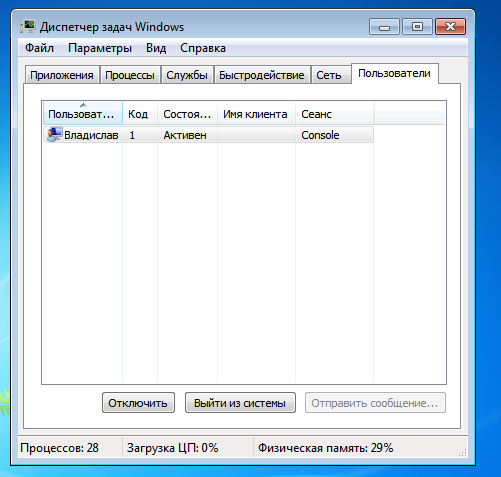 Диспетчер задач Windows
Файл Параметры Вид Справка
Приложения Процессы Службы Быстродействие Сеть Пользователи
Пользоват... Код Состоя... Имя клиента Сеанс
Владислав 1 Активен Console
Отключить Выйти из системы Отправить сообщение...
Процессов: 28 Загрузка ЦП: 0% Физическая память: 29%